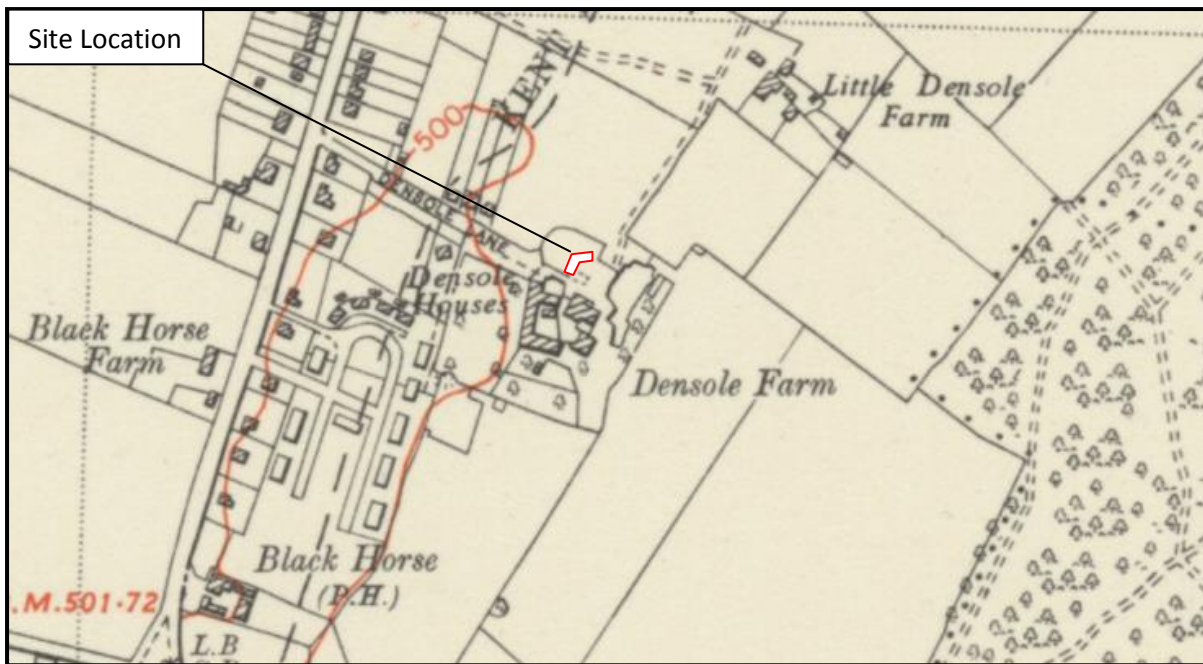 Site Location
KENT
500
Little Densole
Farm
DENSOLE LANE
Densole
Houses
Black Horse
Farm
Densole Farm
Black Horse
(P.H.)
.M.501·72
L.B